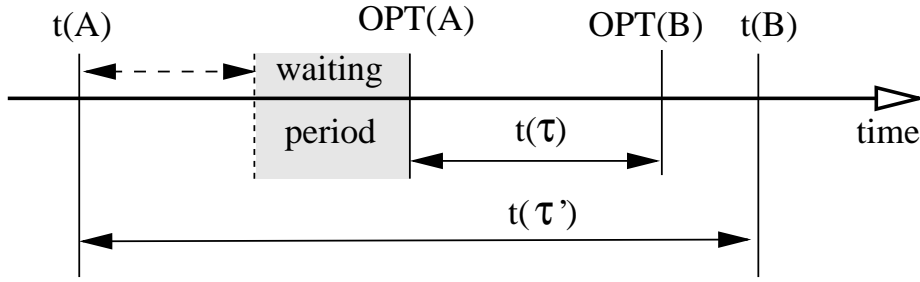 t(A) OPT(A) OPT(B) t(B)
waiting
period
t(τ)
time
t(τ')